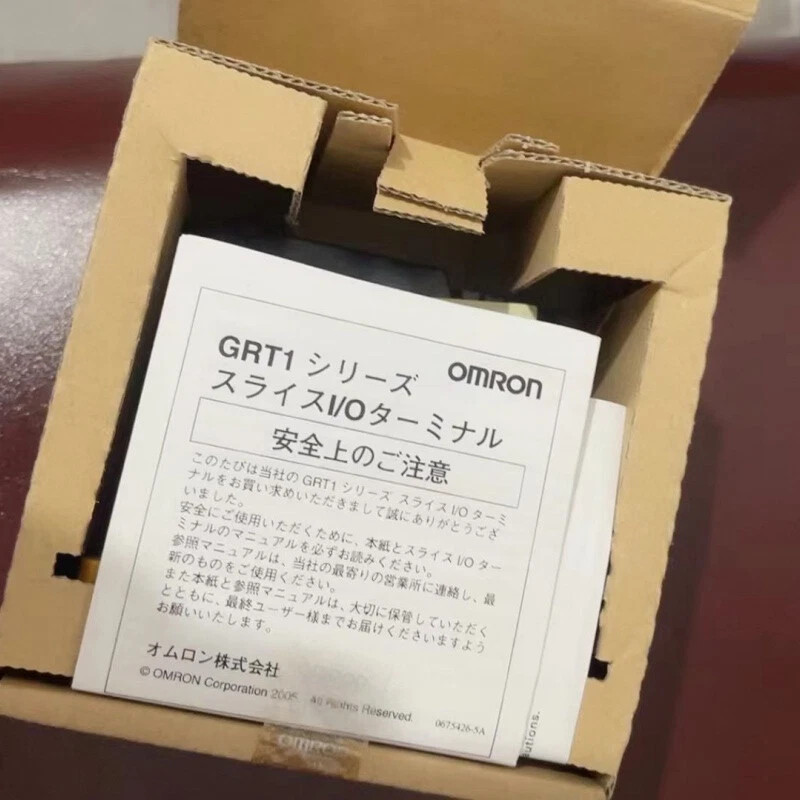 GRT1 シリーズ OMRON
スライスI/Oターミナル
安全上のご注意
このたびは当社の GRT1 シリーズ スライス I/O ターミ
ナルをお買い求めいただきまして誠にありがとうござ
いました。
安全にご使用いただくために、本紙とスライス I/O ター
ミナルのマニュアルを必ずお読みください。
参照マニュアルは、当社の最寄りの営業所に連絡し、最
新のものをご使用ください。
また本紙と参照マニュアルは、大切に保管していただく
とともに、最終ユーザー様までお届けくださいますよう
お願いいたします。
オムロン株式会社
© OMRON Corporation 2005 All Rights Reserved.
0675426-5A
utions.
OMRON